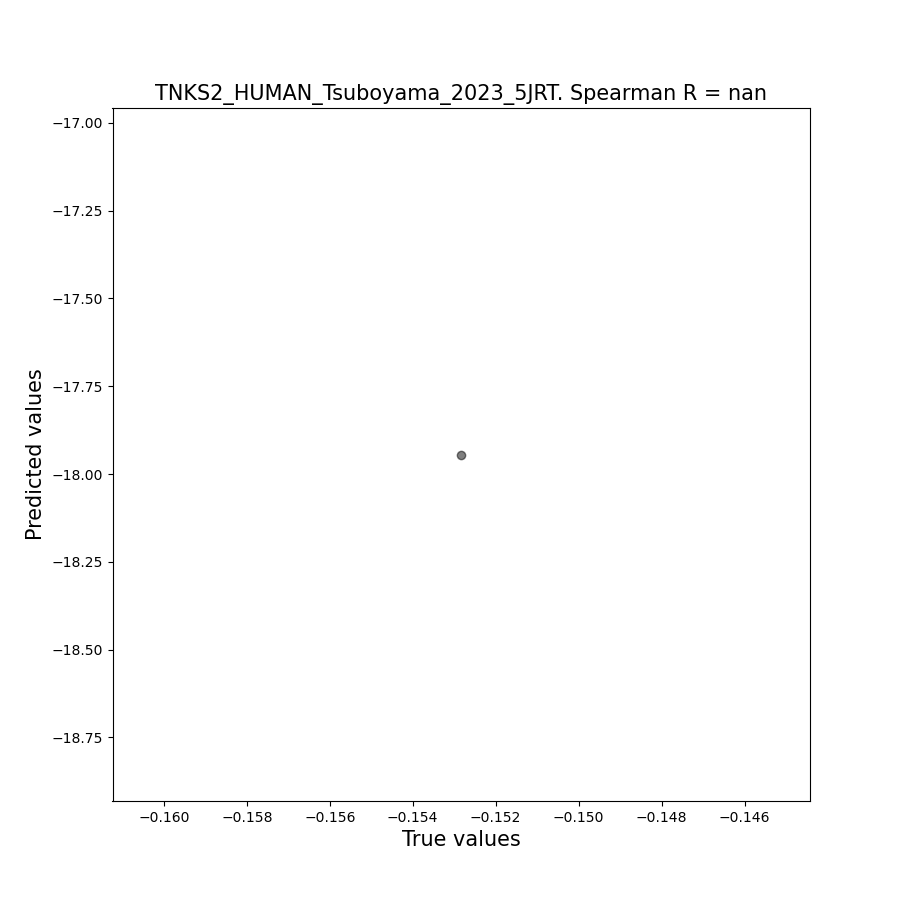 TNKS2_HUMAN_Tsuboyama_2023_5JRT. Spearman R = nan
−17.00
−17.25
−17.50
−17.75
−18.00
−18.25
−18.50
−18.75
Predicted values
−0.160 −0.158 −0.156 −0.154 −0.152 −0.150 −0.148 −0.146
True values